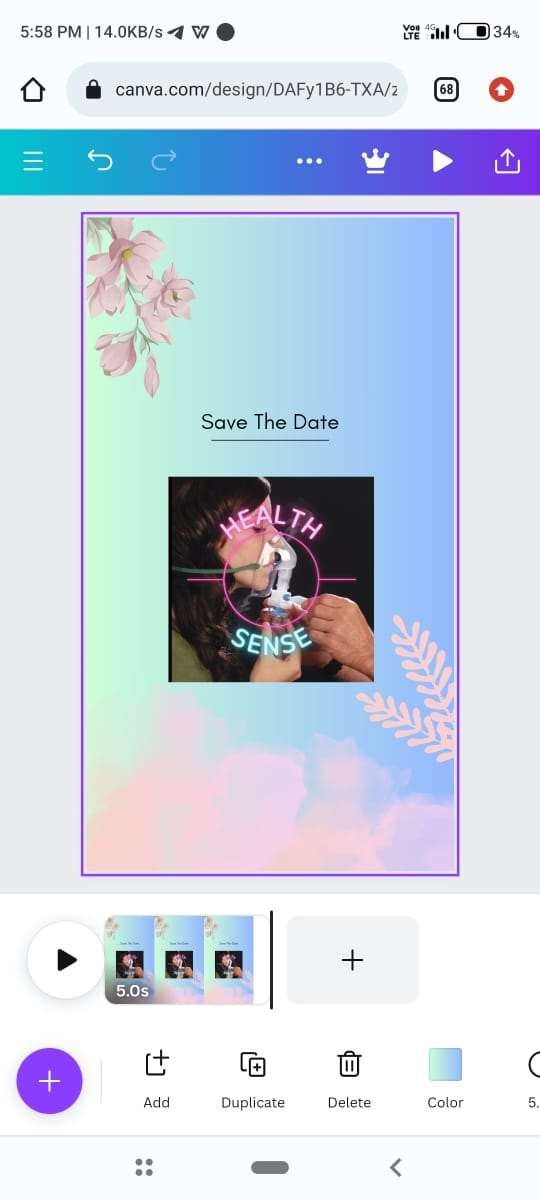 5:58 PM | 14.0KB/s
Vo))
LTE
4G
34%
canva.com/design/DAFy1B6-TXA/z
68
Save The Date
HEALTH
SENSE
5.0s
Add
Duplicate
Delete
Color
5.